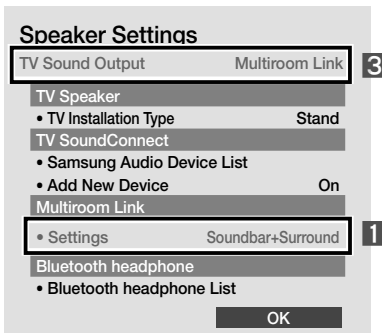 Speaker Settings
TV Sound Output Multiroom Link 3
TV Speaker
• TV Installation Type Stand
TV SoundConnect
• Samsung Audio Device List
• Add New Device On
Multiroom Link
• Settings Soundbar+Surround 1
Bluetooth headphone
• Bluetooth headphone List
OK